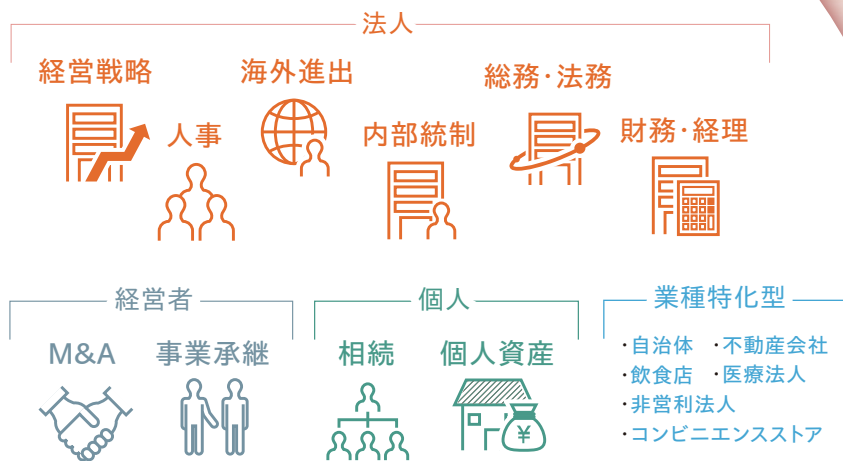 法人
経営戦略
人事
海外進出
内部統制
総務・法務
財務・経理
経営者
M&A
事業承継
個人
相続
個人資産
¥
業種特化型
・自治体 ・不動産会社
・飲食店 ・医療法人
・非営利法人
・コンビニエンスストア